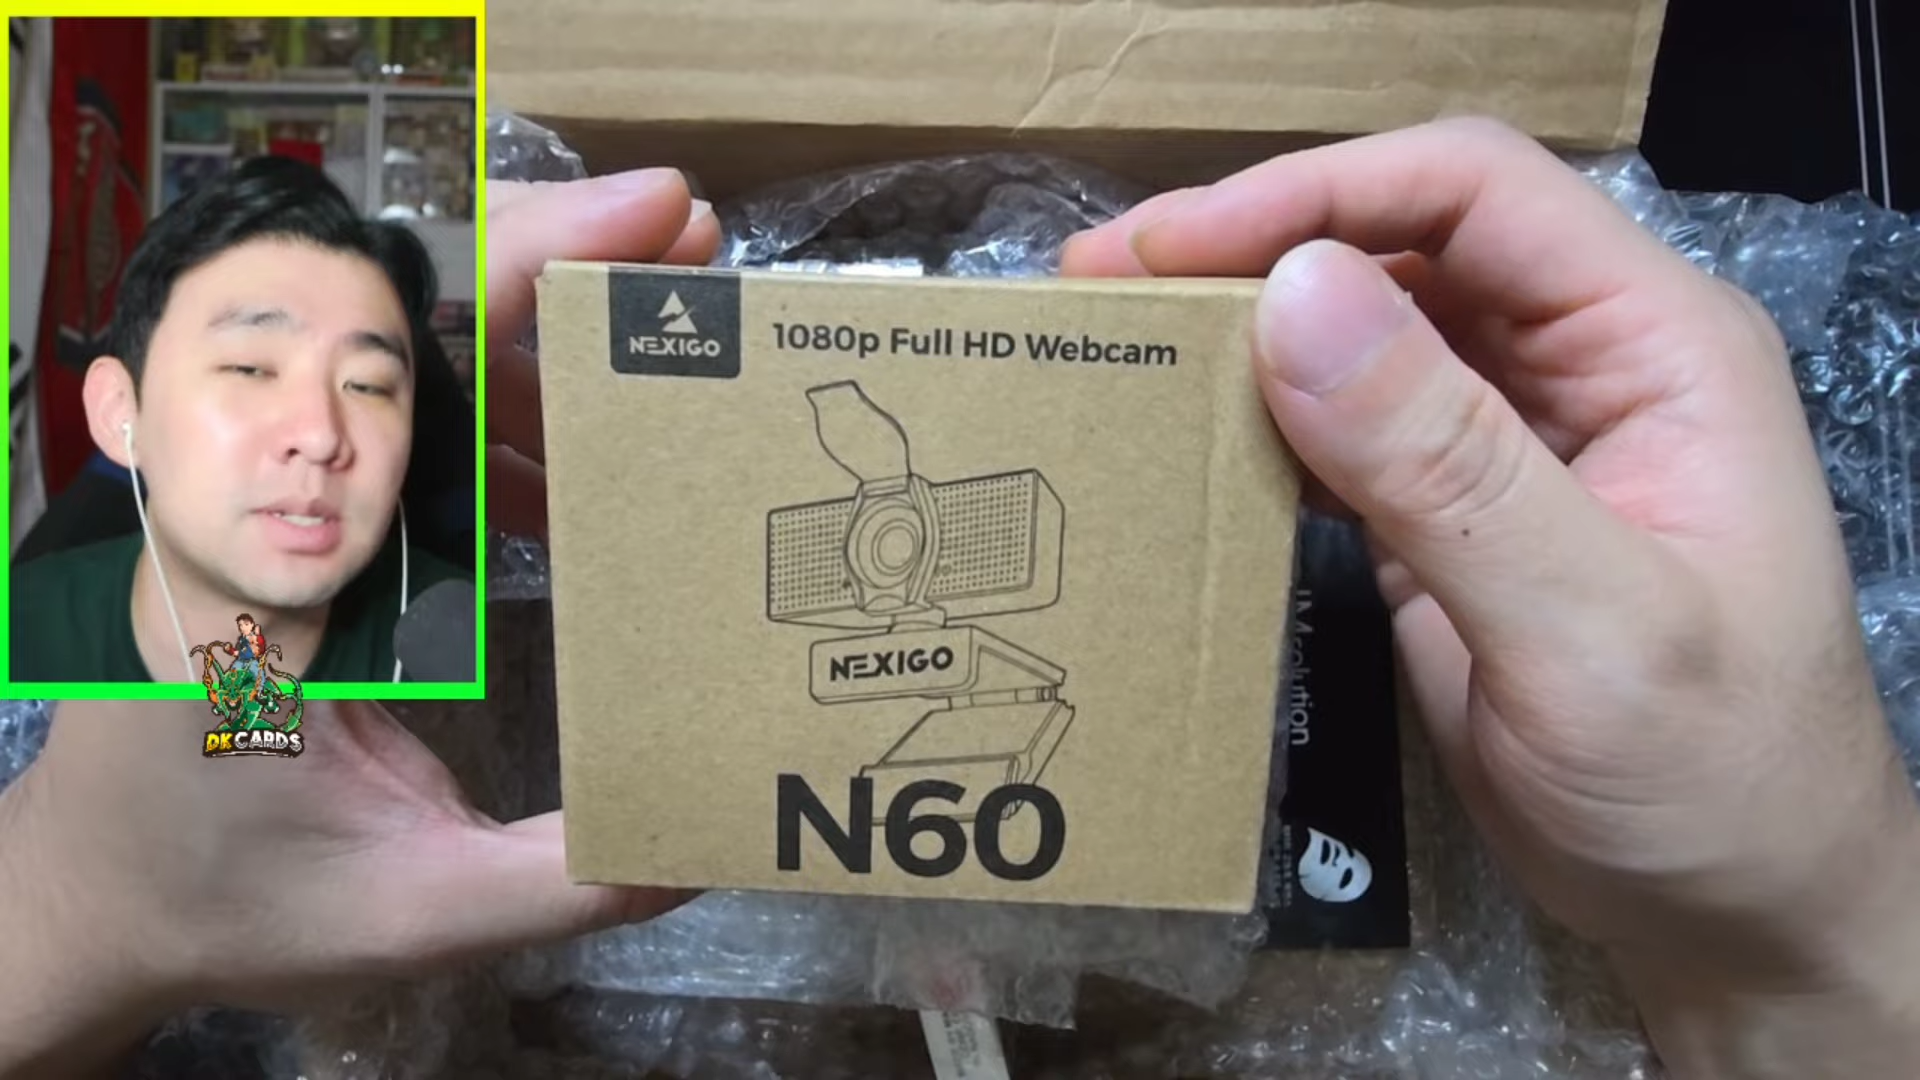 NEXIGO
1080p Full HD Webcam
NEXIGO
N60
DKCARDS